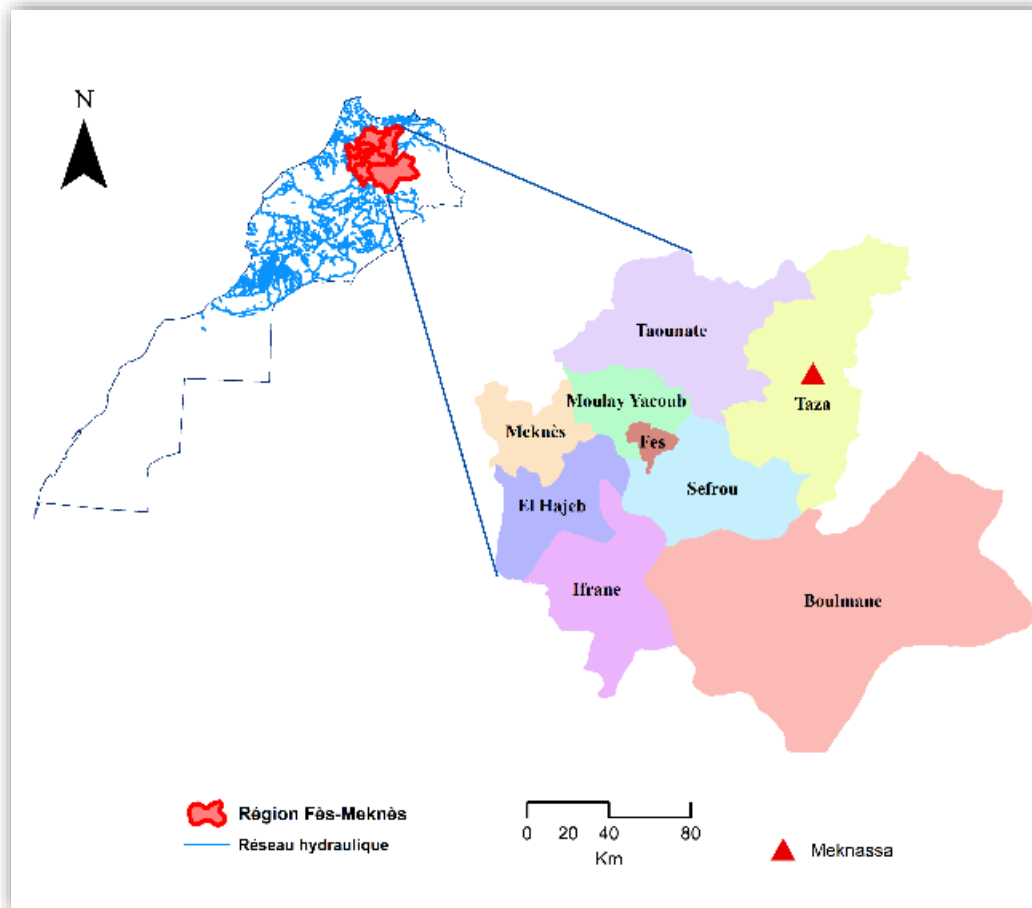 N
Taounate
Moulay Yacoub
Taza
Meknès
Fes
Sefrou
El Hajeb
Ifrane
Boulmane
Région Fès-Meknès
Réseau hydraulique
0 20 40 80
Km
Meknassa